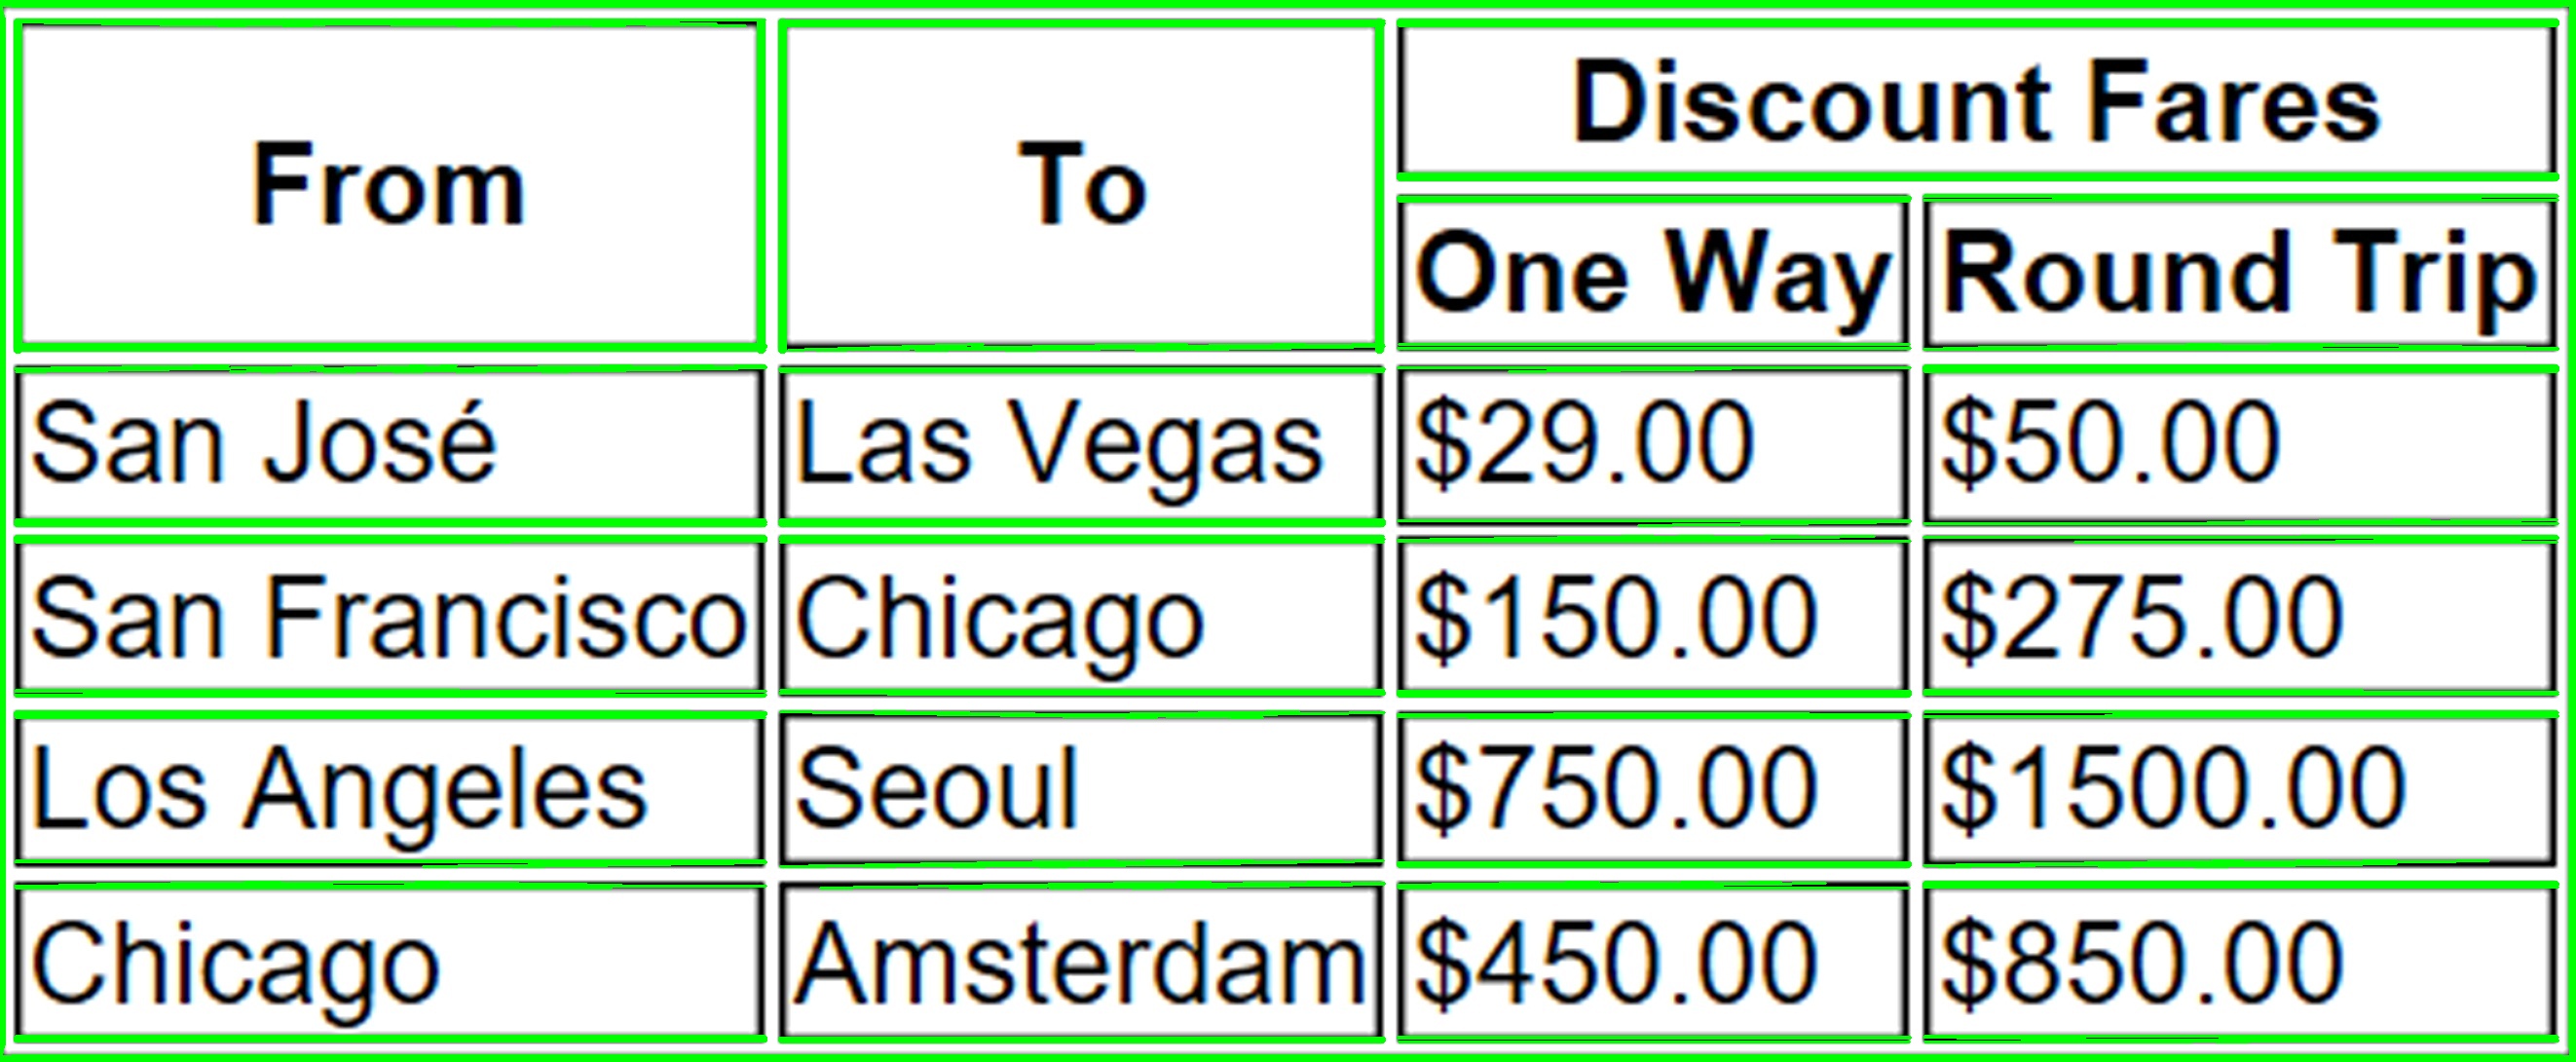 From To Discount Fares
One Way Round Trip
San José Las Vegas $29.00 $50.00
San Francisco Chicago $150.00 $275.00
Los Angeles Seoul $750.00 $1500.00
Chicago Amsterdam $450.00 $850.00